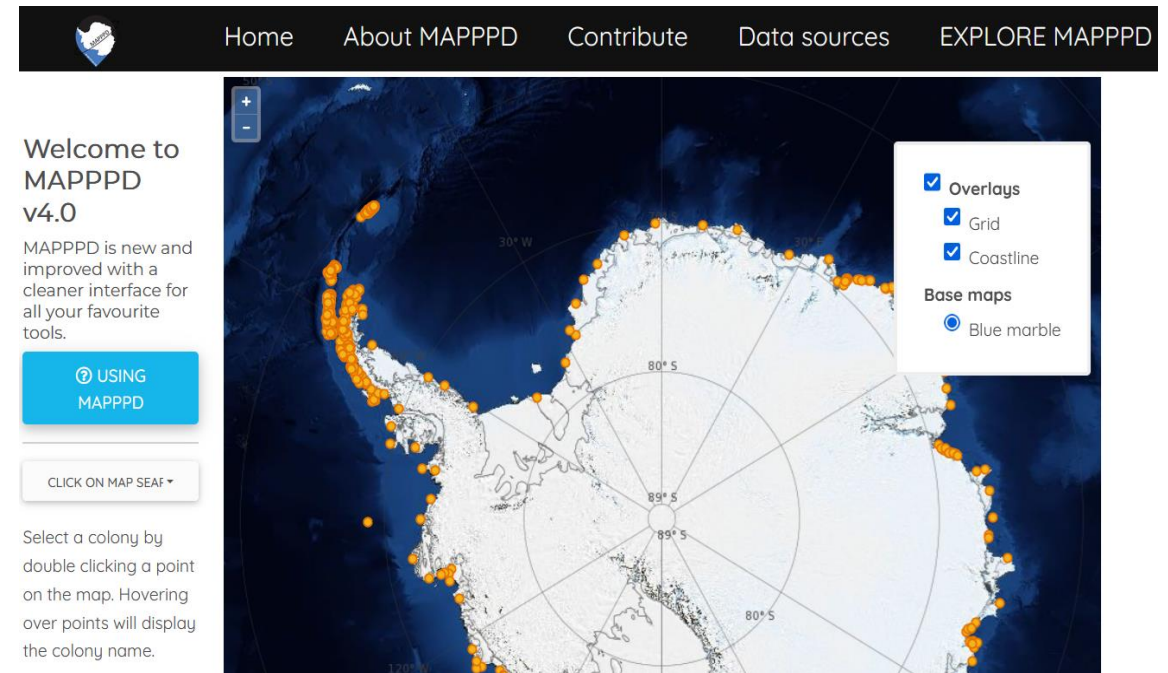 MAPPPD
Home
About MAPPPD
Contribute
Data sources
EXPLORE MAPPPD
Welcome to
MAPPPD
v4.0
MAPPPD is new and
improved with a
cleaner interface for
all your favourite
tools.
USING
MAPPPD
CLICK ON MAP SEAF
Select a colony by
double clicking a point
on the map. Hovering
over points will display
the colony name.
+
-
30° W
80° S
89° S
89° S
80° S
120° W
Overlays
Grid
Coastline
Base maps
Blue marble